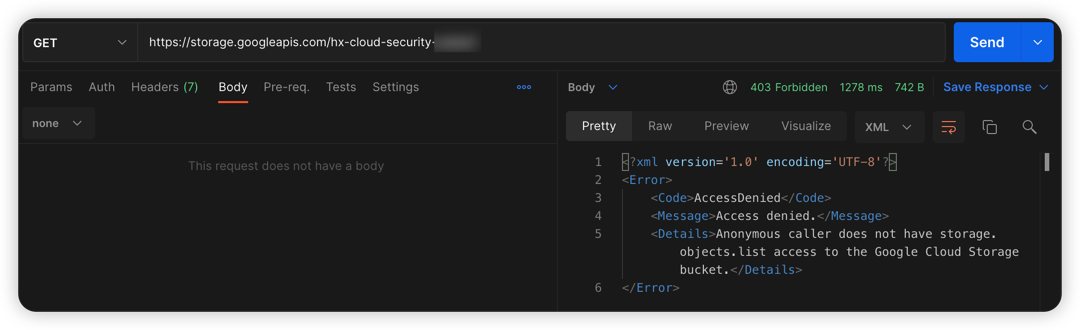 GET
https://storage.googleapis.com/hx-cloud-security-
Send
Params Auth Headers (7) Body Pre-req. Tests Settings
none
This request does not have a body
Body 403 Forbidden 1278 ms 742 B Save Response
Pretty Raw Preview Visualize XML
1 <?xml version='1.0' encoding='UTF-8'?>
2 <Error>
3 <Code>AccessDenied</Code>
4 <Message>Access denied.</Message>
5 <Details>Anonymous caller does not have storage.
objects.list access to the Google Cloud Storage
bucket.</Details>
6 </Error>